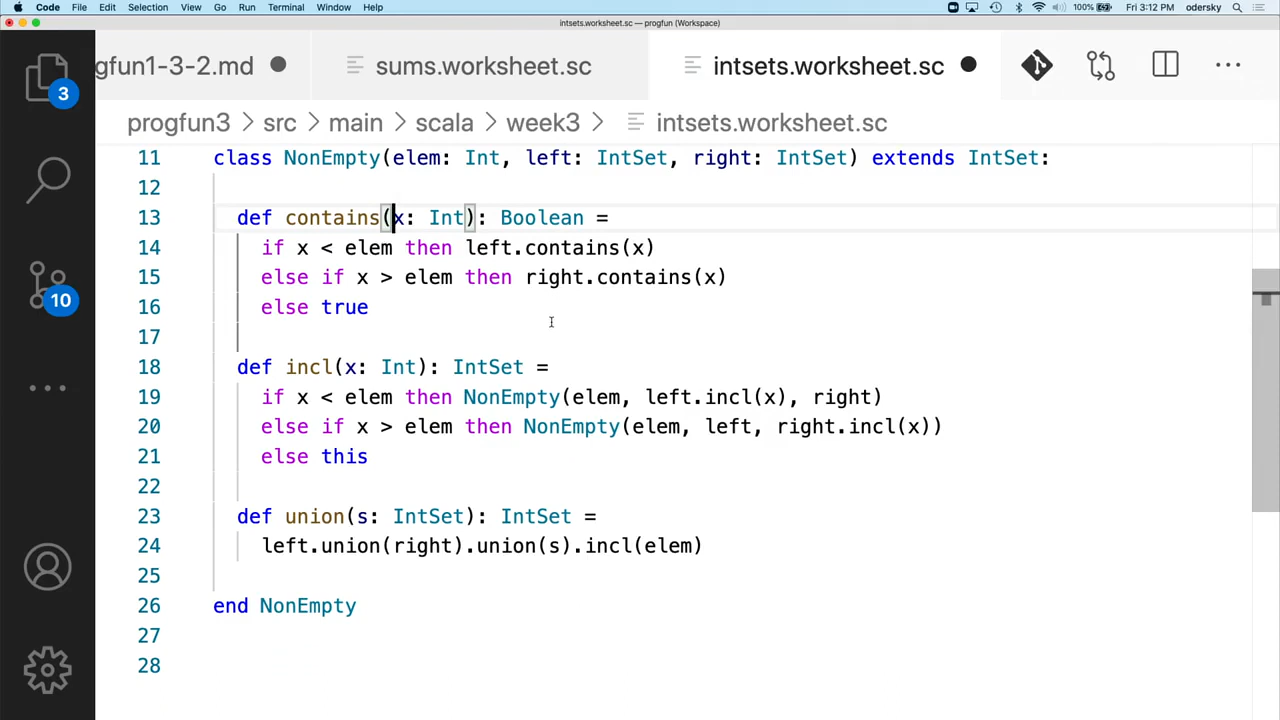 Code File Edit Selection View Go Run Terminal Window Help 100% Fri 3:12 PM odersky
intsets.worksheet.sc — progfun (Workspace)
gfun1-3-2.md sums.worksheet.sc intsets.worksheet.sc
progfun3 > src > main > scala > week3 > intsets.worksheet.sc
3
10
11 class NonEmpty(elem: Int, left: IntSet, right: IntSet) extends IntSet:
12
13 def contains(x: Int): Boolean =
14 if x < elem then left.contains(x)
15 else if x > elem then right.contains(x)
16 else true
17
18 def incl(x: Int): IntSet =
19 if x < elem then NonEmpty(elem, left.incl(x), right)
20 else if x > elem then NonEmpty(elem, left, right.incl(x))
21 else this
22
23 def union(s: IntSet): IntSet =
24 left.union(right).union(s).incl(elem)
25
26 end NonEmpty
27
28